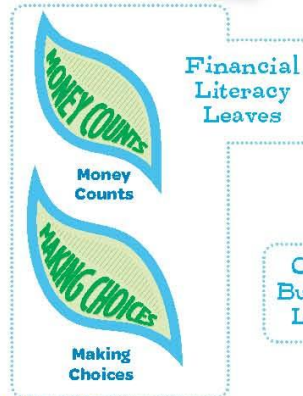 MONEY COUNTS
Money
Counts
Financial
Literacy
Leaves
MAKING CHOICES
Making
Choices